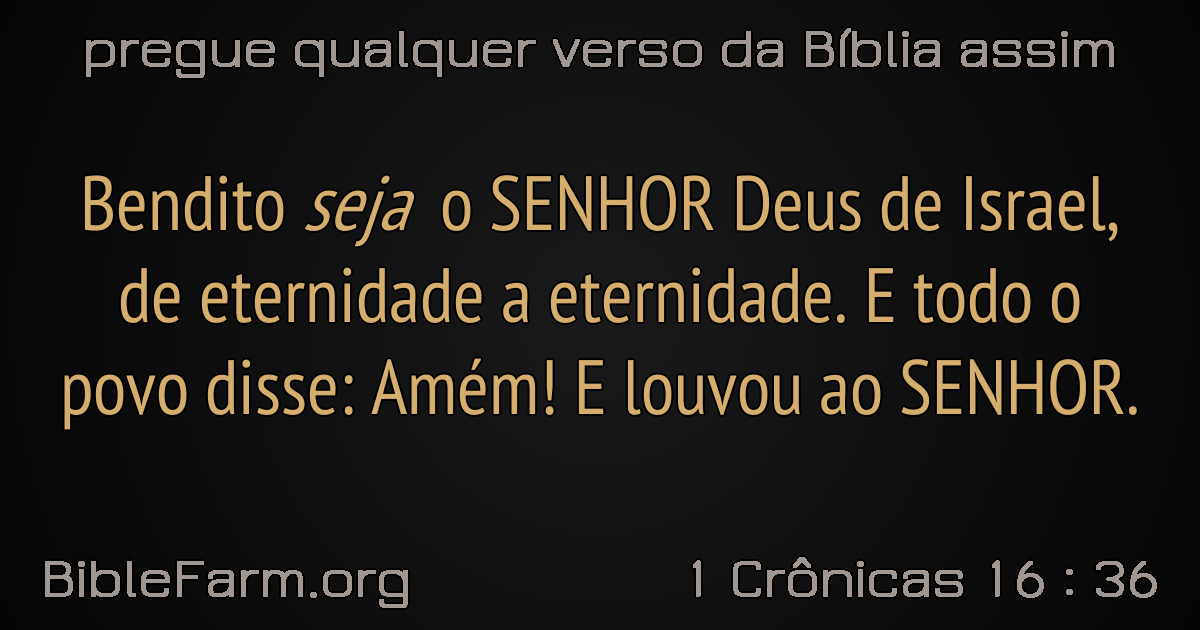 pregue qualquer verso da Bíblia assim
Bendito seja o SENHOR Deus de Israel,
de eternidade a eternidade. E todo o
povo disse: Amém! E louvou ao SENHOR.
BibleFarm.org
1 Crônicas 16 : 36